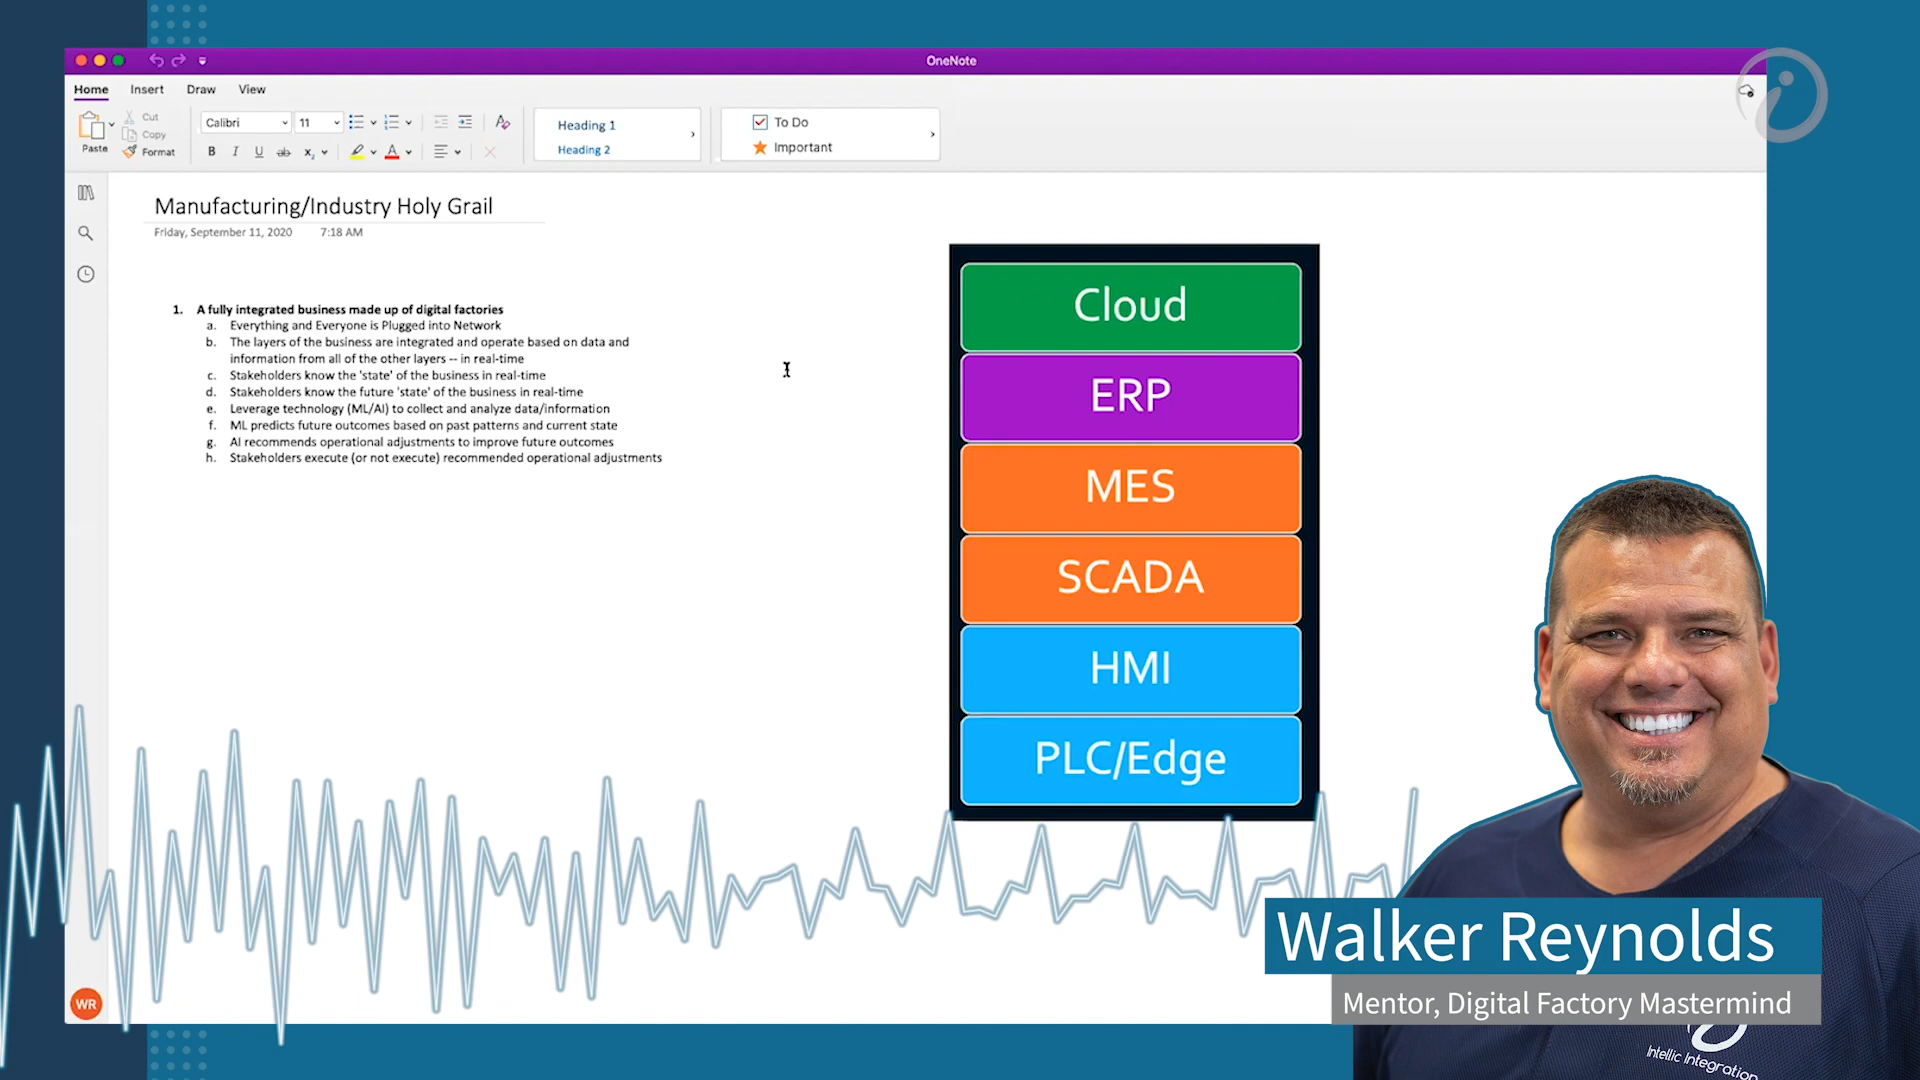 OneNote
Home Insert Draw View
Paste
Cut
Copy
Format
Calibri 11
B I U ab x₂ A
Heading 1
Heading 2
To Do
Important
Manufacturing/Industry Holy Grail
Friday, September 11, 2020 7:18 AM
1. A fully integrated business made up of digital factories
a. Everything and Everyone is Plugged into Network
b. The layers of the business are integrated and operate based on data and
information from all of the other layers -- in real-time
c. Stakeholders know the 'state' of the business in real-time
d. Stakeholders know the future 'state' of the business in real-time
e. Leverage technology (ML/AI) to collect and analyze data/information
f. ML predicts future outcomes based on past patterns and current state
g. AI recommends operational adjustments to improve future outcomes
h. Stakeholders execute (or not execute) recommended operational adjustments
Cloud
ERP
MES
SCADA
HMI
PLC/Edge
WR
Walker Reynolds
Mentor, Digital Factory Mastermind
Intellic Integration